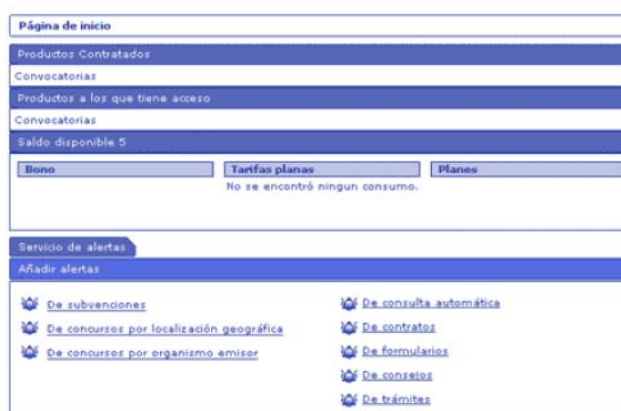 Página de inicio
Productos Contratados
Convocatorias
Productos a los que tiene acceso
Convocatorias
Saldo disponible 5
Bono Tarifas planas Planes
No se encontró ningun consumo.
Servicio de alertas
Añadir alertas
De subvenciones
De concursos por localización geográfica
De concursos por organismo emisor
De consulta automática
De contratos
De formularios
De consejos
De trámites